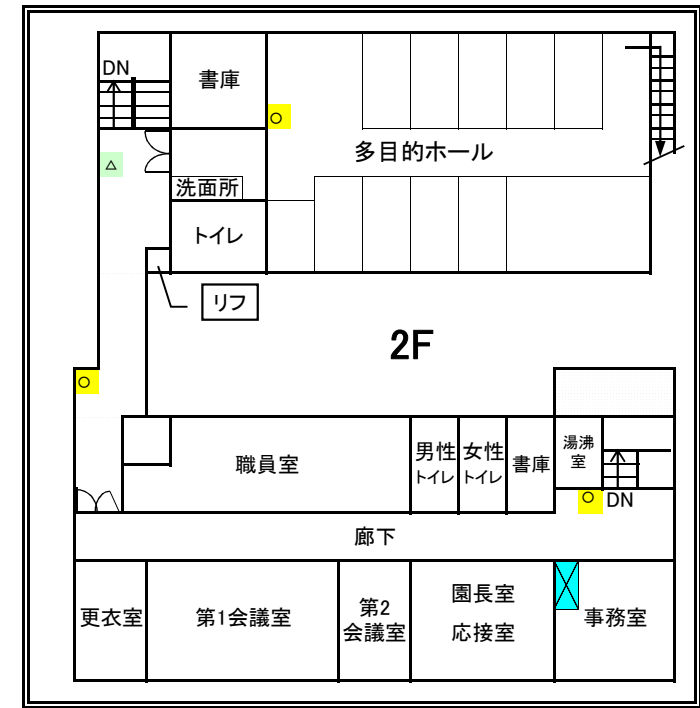 DN
書庫
多目的ホール
洗面所
トイレ
リフ
2F
職員室
男性
トイレ
女性
トイレ
書庫
湯沸
室
DN
廊下
更衣室
第1会議室
第2
会議室
園長室
応接室
事務室